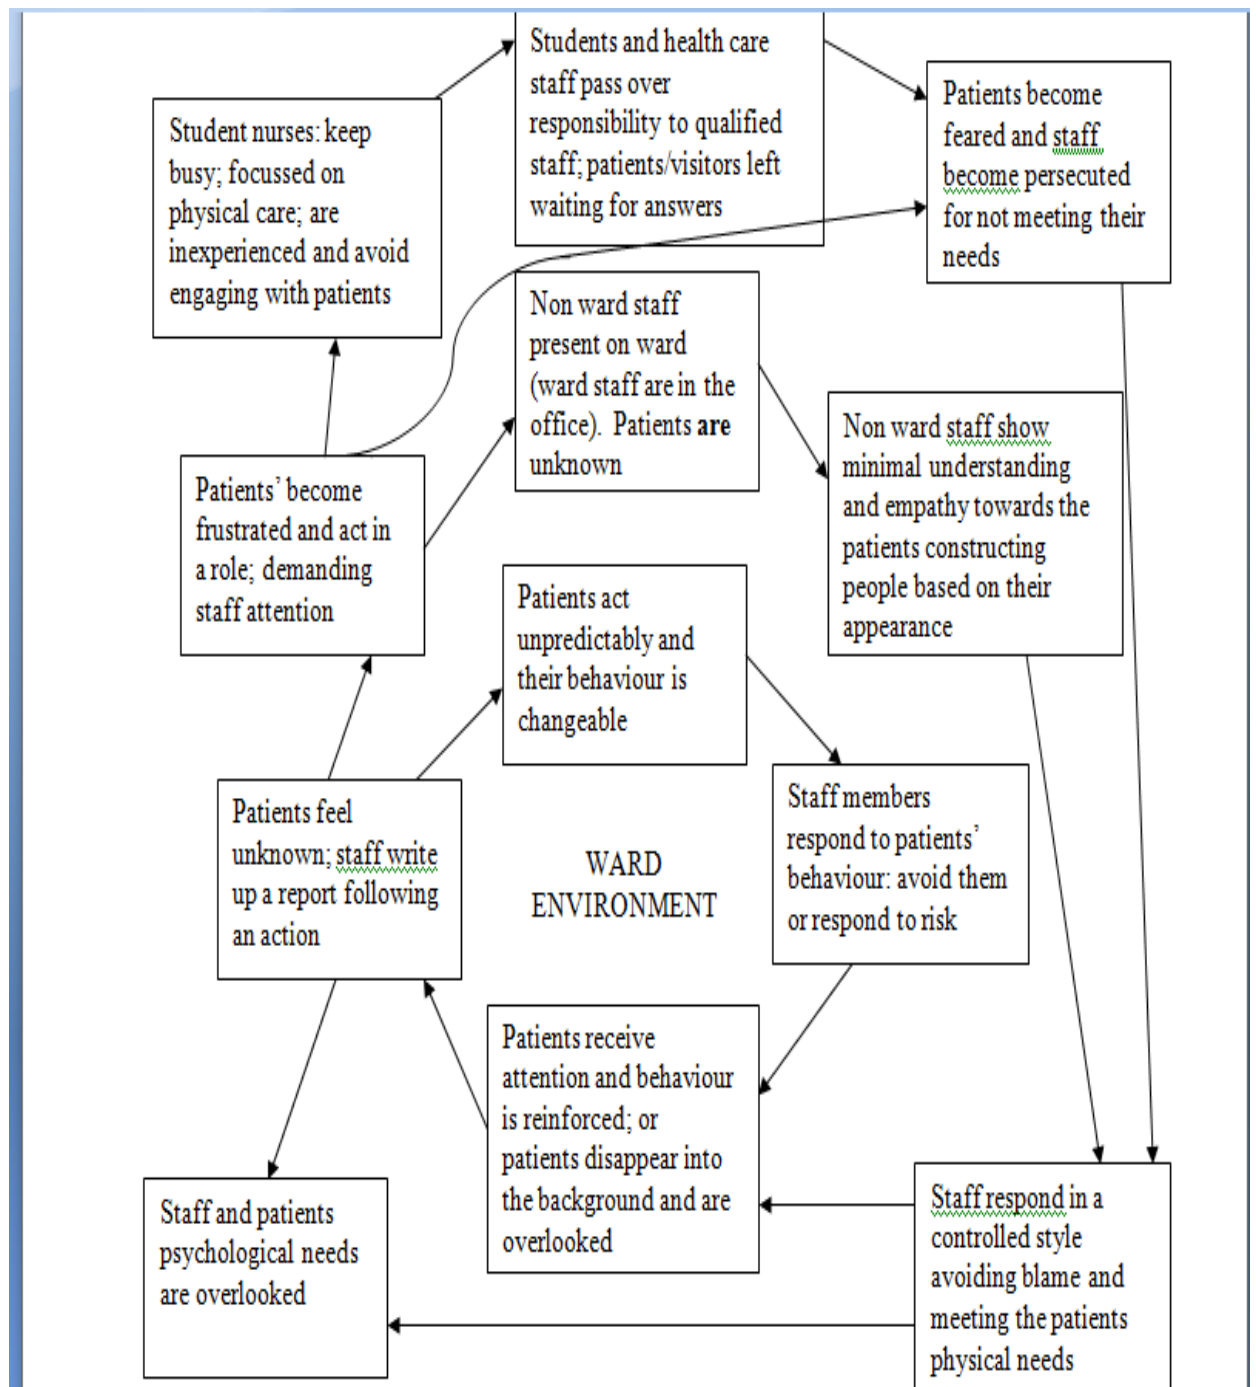 Students and health care
staff pass over
responsibility to qualified
staff; patients/visitors left
waiting for answers
Patients become
feared and staff
become persecuted
for not meeting their
needs
Student nurses: keep
busy; focussed on
physical care; are
inexperienced and avoid
engaging with patients
Non ward staff
present on ward
(ward staff are in the
office). Patients are
unknown
Non ward staff show
minimal understanding
and empathy towards the
patients constructing
people based on their
appearance
Patients’ become
frustrated and act in
a role; demanding
staff attention
Patients act
unpredictably and
their behaviour is
changeable
Staff members
respond to patients’
behaviour: avoid them
or respond to risk
Patients feel
unknown; staff write
up a report following
an action
WARD
ENVIRONMENT
Patients receive
attention and behaviour
is reinforced; or
patients disappear into
the background and are
overlooked
Staff and patients
psychological needs
are overlooked
Staff respond in a
controlled style
avoiding blame and
meeting the patients
physical needs